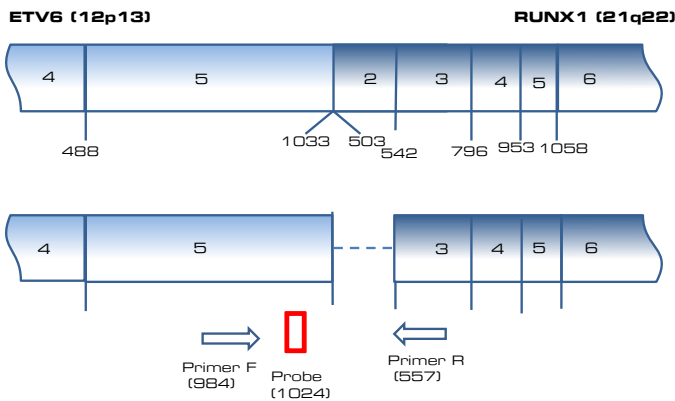 ETV6 (12p13) RUNX1 (21q22)
4 5 2 3 4 5 6
488 1033 503 542 796 953 1058
4 5 3 4 5 6
Primer F
(984)
Probe
(1024)
Primer R
(557)